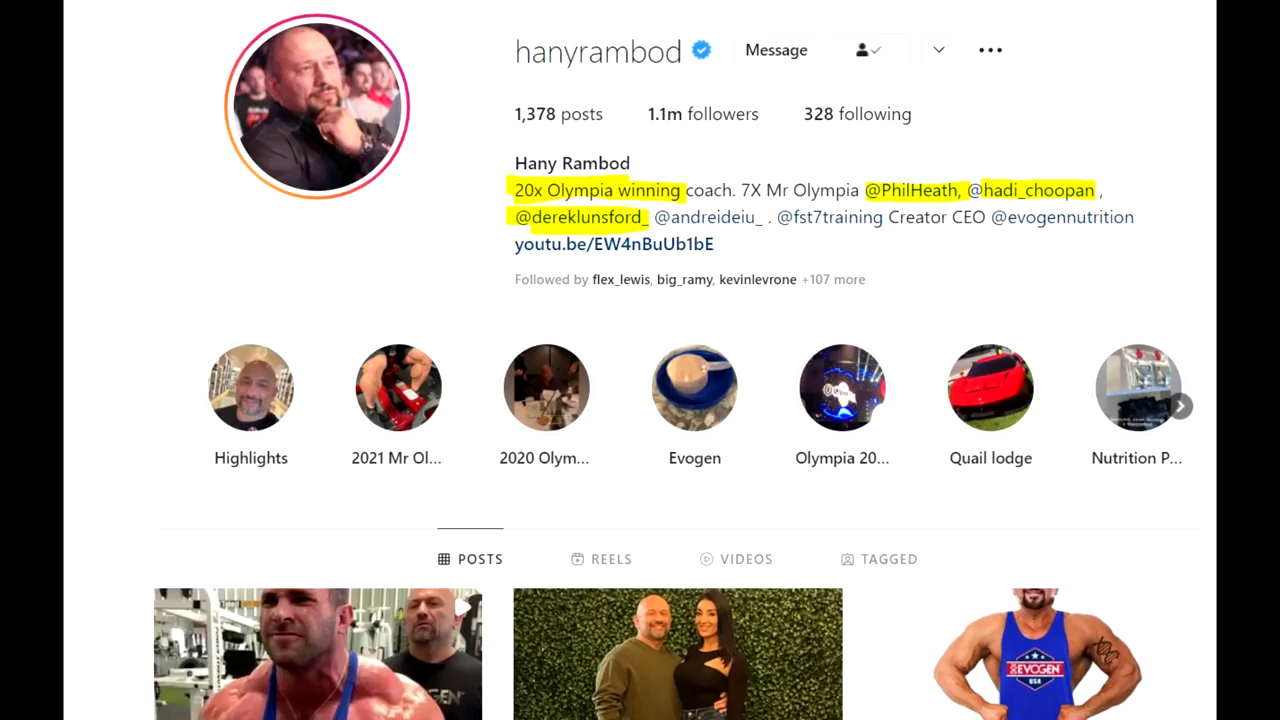 hanyrambod Message
1,378 posts 1.1m followers 328 following
Hany Rambod
20x Olympia winning coach. 7X Mr Olympia @PhilHeath, @hadi_choopan ,
@dereklunsford_ @andreideiu_ . @fst7training Creator CEO @evogennutrition
youtu.be/EW4nBuUb1bE
Followed by flex_lewis, big_ramy, kevinlevrone +107 more
Highlights 2021 Mr Ol... 2020 Olym... Evogen Olympia 20... Quail lodge Nutrition P...
POSTS REELS VIDEOS TAGGED
EVOGEN
USA